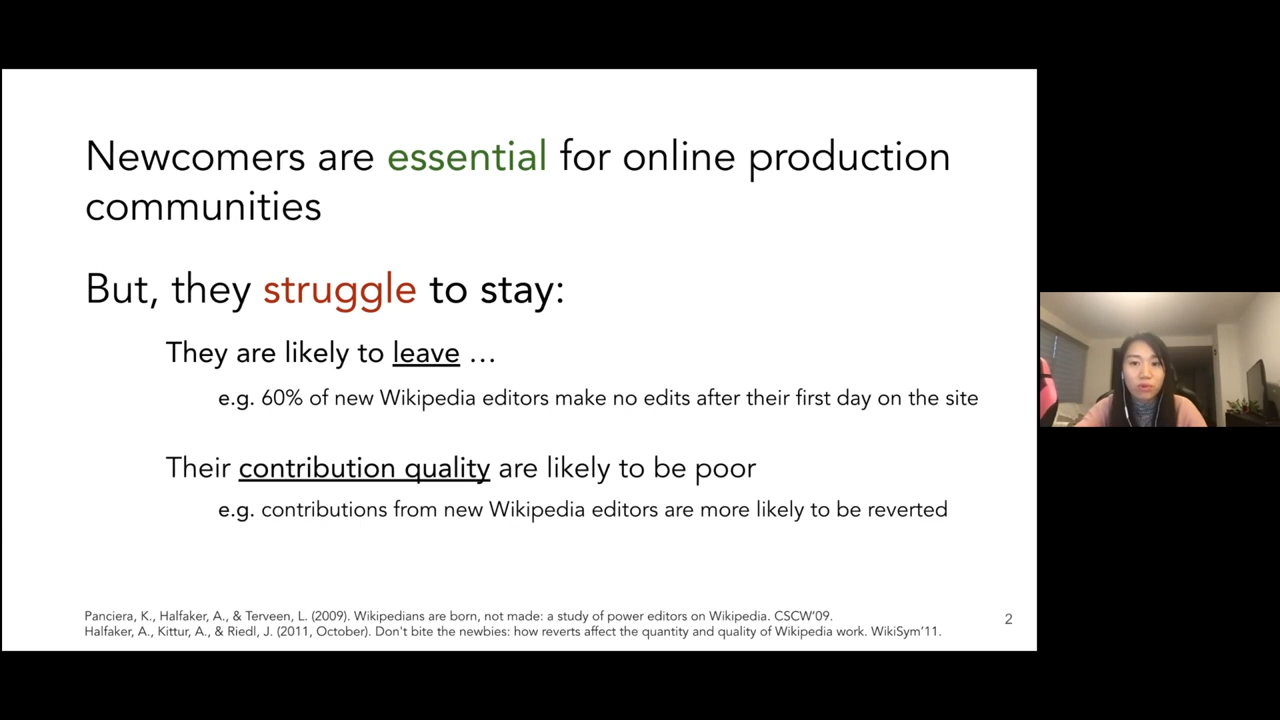 Newcomers are essential for online production
communities
But, they struggle to stay:
They are likely to leave …
e.g. 60% of new Wikipedia editors make no edits after their first day on the site
Their contribution quality are likely to be poor
e.g. contributions from new Wikipedia editors are more likely to be reverted
Panciera, K., Halfaker, A., & Terveen, L. (2009). Wikipedians are born, not made: a study of power editors on Wikipedia. CSCW’09.
Halfaker, A., Kittur, A., & Riedl, J. (2011, October). Don't bite the newbies: how reverts affect the quantity and quality of Wikipedia work. WikiSym’11.
2